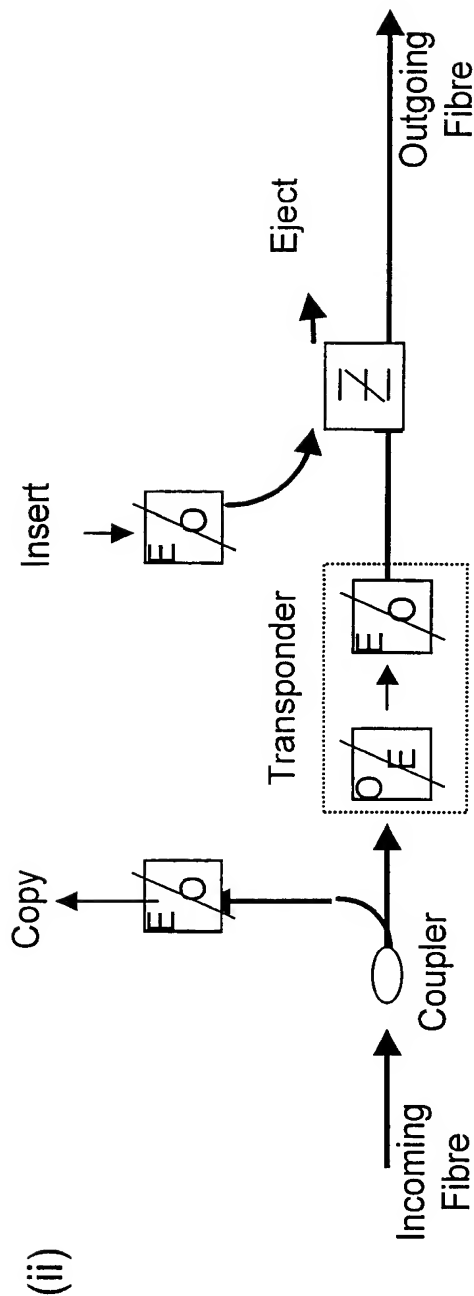 (ii)
Incoming
Fibre
Coupler
Copy
E
O
Transponder
O
E
E
O
Insert
E
O
Eject
Outgoing
Fibre